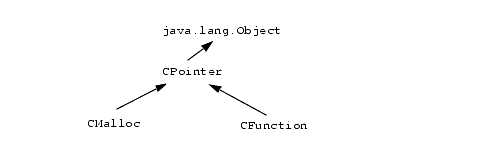 java.lang.Object
CPointer
CMalloc
CFunction